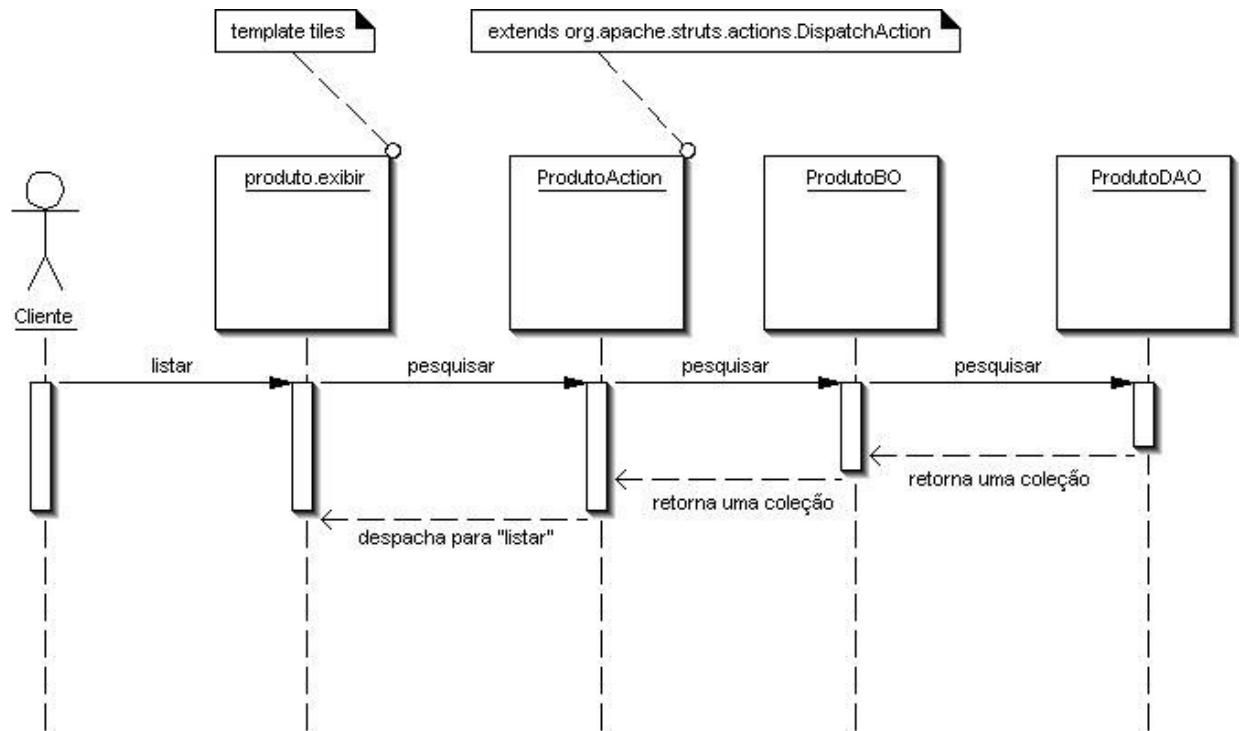 template tiles
extends org.apache.struts.actions.DispatchAction
produto.exibir
ProdutoAction
ProdutoBO
ProdutoDAO
Cliente
listar
pesquisar
pesquisar
pesquisar
retorna uma coleção
retorna uma coleção
despacha para "listar"